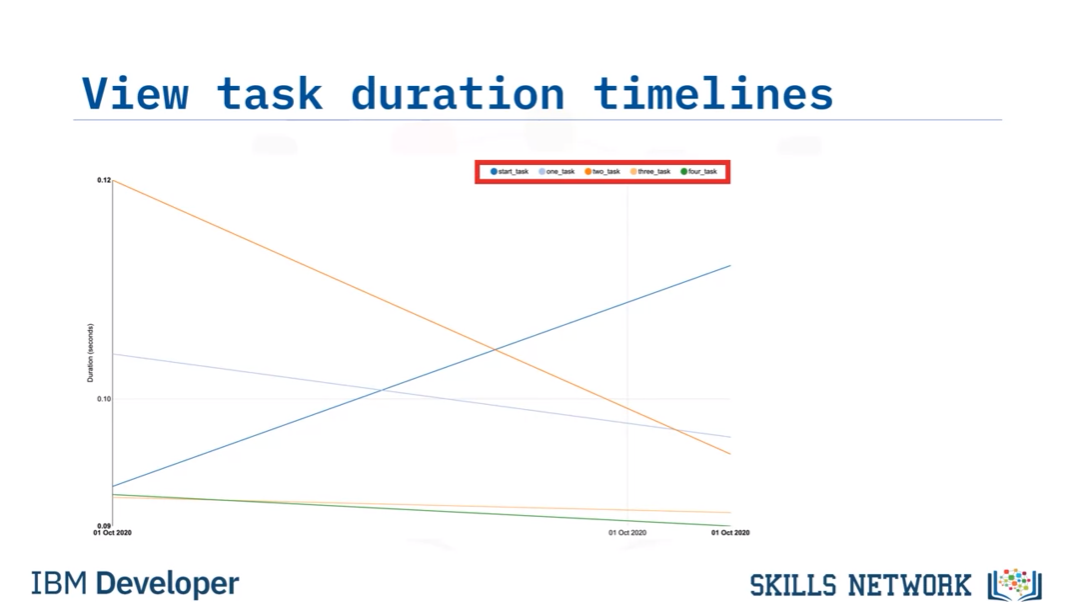 View task duration timelines
start_task one_task two_task three_task four_task
0.12
Duration (seconds)
0.10
0.09
01 Oct 2020 01 Oct 2020 01 Oct 2020
IBM Developer
SKILLS NETWORK